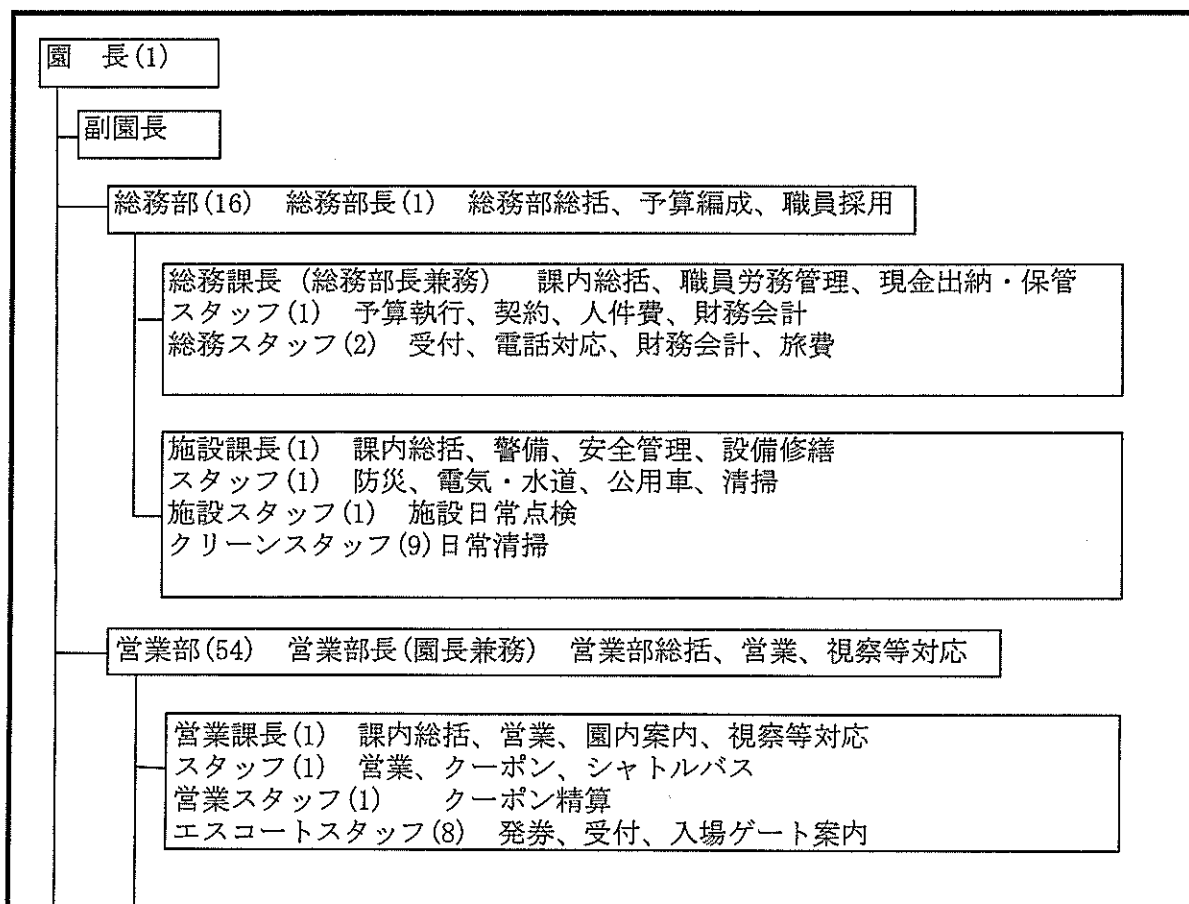 園　長(1)
副園長
総務部(16)　総務部長(1)　総務部総括、予算編成、職員採用
総務課長（総務部長兼務）　課内総括、職員労務管理、現金出納・保管
スタッフ(1)　予算執行、契約、人件費、財務会計
総務スタッフ(2)　受付、電話対応、財務会計、旅費
施設課長(1)　課内総括、警備、安全管理、設備修繕
スタッフ(1)　防災、電気・水道、公用車、清掃
施設スタッフ(1)　施設日常点検
クリーンスタッフ(9)日常清掃
営業部(54)　営業部長(園長兼務)　営業部総括、営業、視察等対応
営業課長(1)　課内総括、営業、園内案内、視察等対応
スタッフ(1)　営業、クーポン、シャトルバス
営業スタッフ(1)　　クーポン精算
エスコートスタッフ(8)　発券、受付、入場ゲート案内